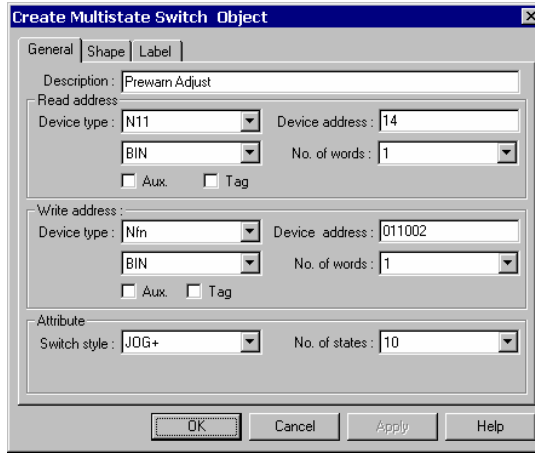 Create Multistate Switch Object
General Shape Label
Description : Prewarn Adjust
Read address
Device type : N11 Device address : 14
BIN No. of words : 1
Aux. Tag
Write address :
Device type : Nfn Device address : 011002
BIN No. of words : 1
Aux. Tag
Attribute
Switch style : JOG+ No. of states : 10
OK Cancel Apply Help